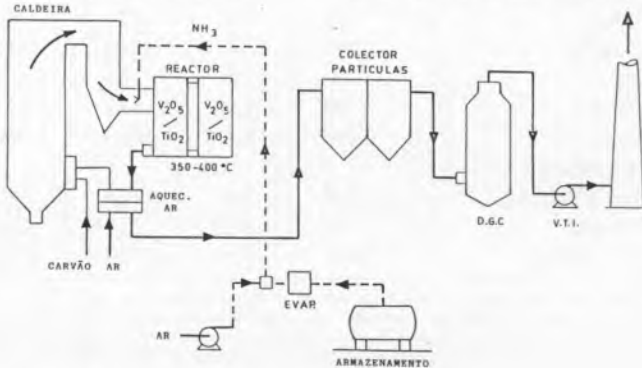 CALDEIRA
NH3
REACTOR
V2O5
TiO2
V2O5
TiO2
350-400 °C
COLECTOR
PARTICULAS
AQUEC.
AR
CARVÃO
AR
D.G.C
V.T.I.
EVAP.
AR
ARMAZENAMENTO